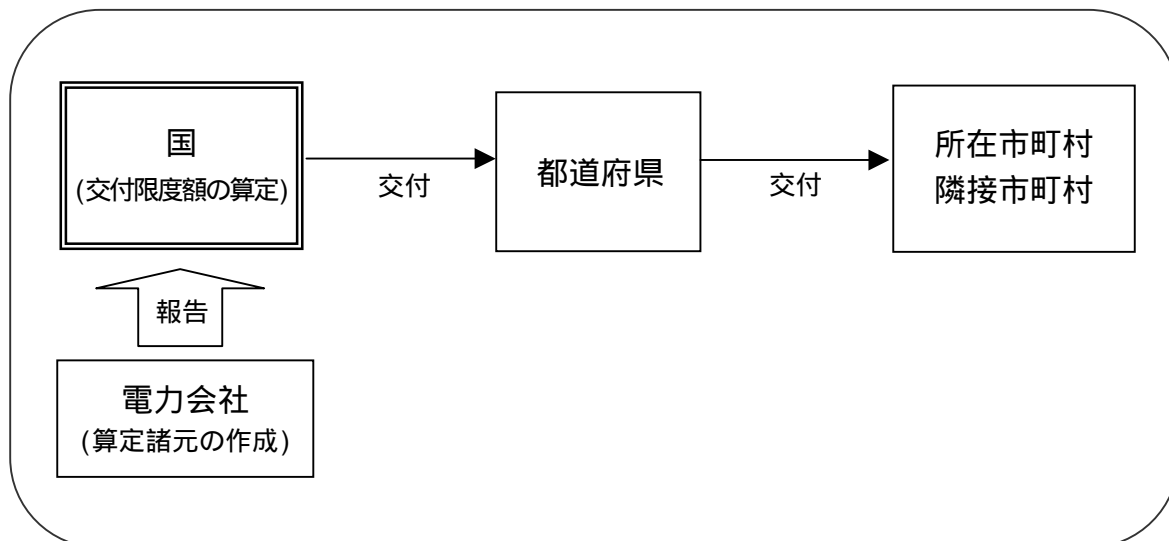 国
(交付限度額の算定)
交付
都道府県
交付
所在市町村
隣接市町村
報告
電力会社
(算定諸元の作成)